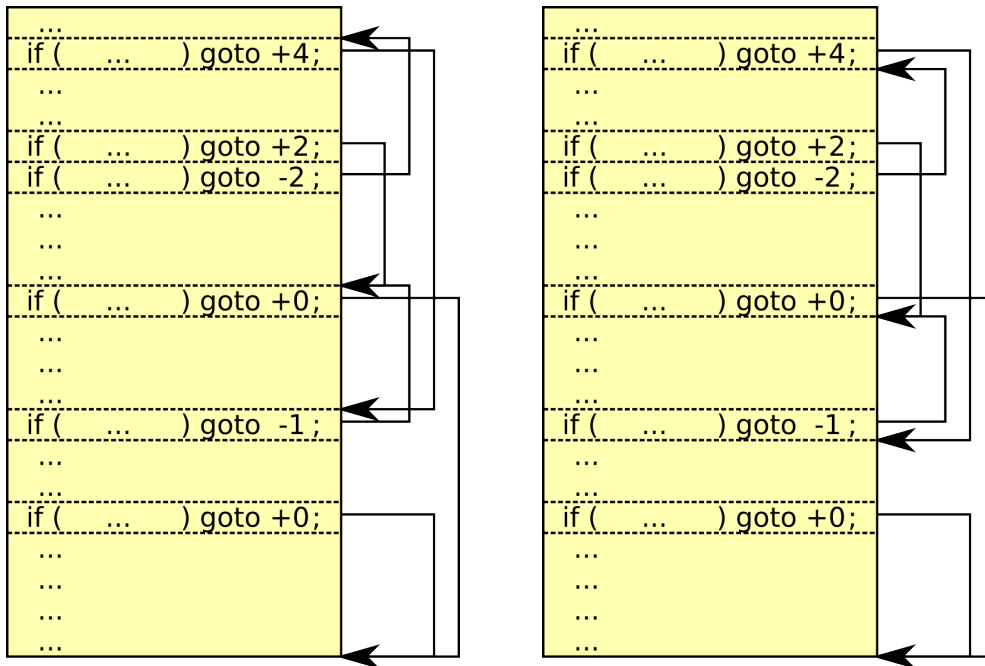 ...
if ( ... ) goto +4;
...
...
if ( ... ) goto +2;
if ( ... ) goto -2 ;
...
...
...
if ( ... ) goto +0;
...
...
...
if ( ... ) goto -1 ;
...
...
if ( ... ) goto +0;
...
...
...
...
...
if ( ... ) goto +4;
...
...
if ( ... ) goto +2;
if ( ... ) goto -2 ;
...
...
...
if ( ... ) goto +0;
...
...
...
if ( ... ) goto -1 ;
...
...
if ( ... ) goto +0;
...
...
...
...